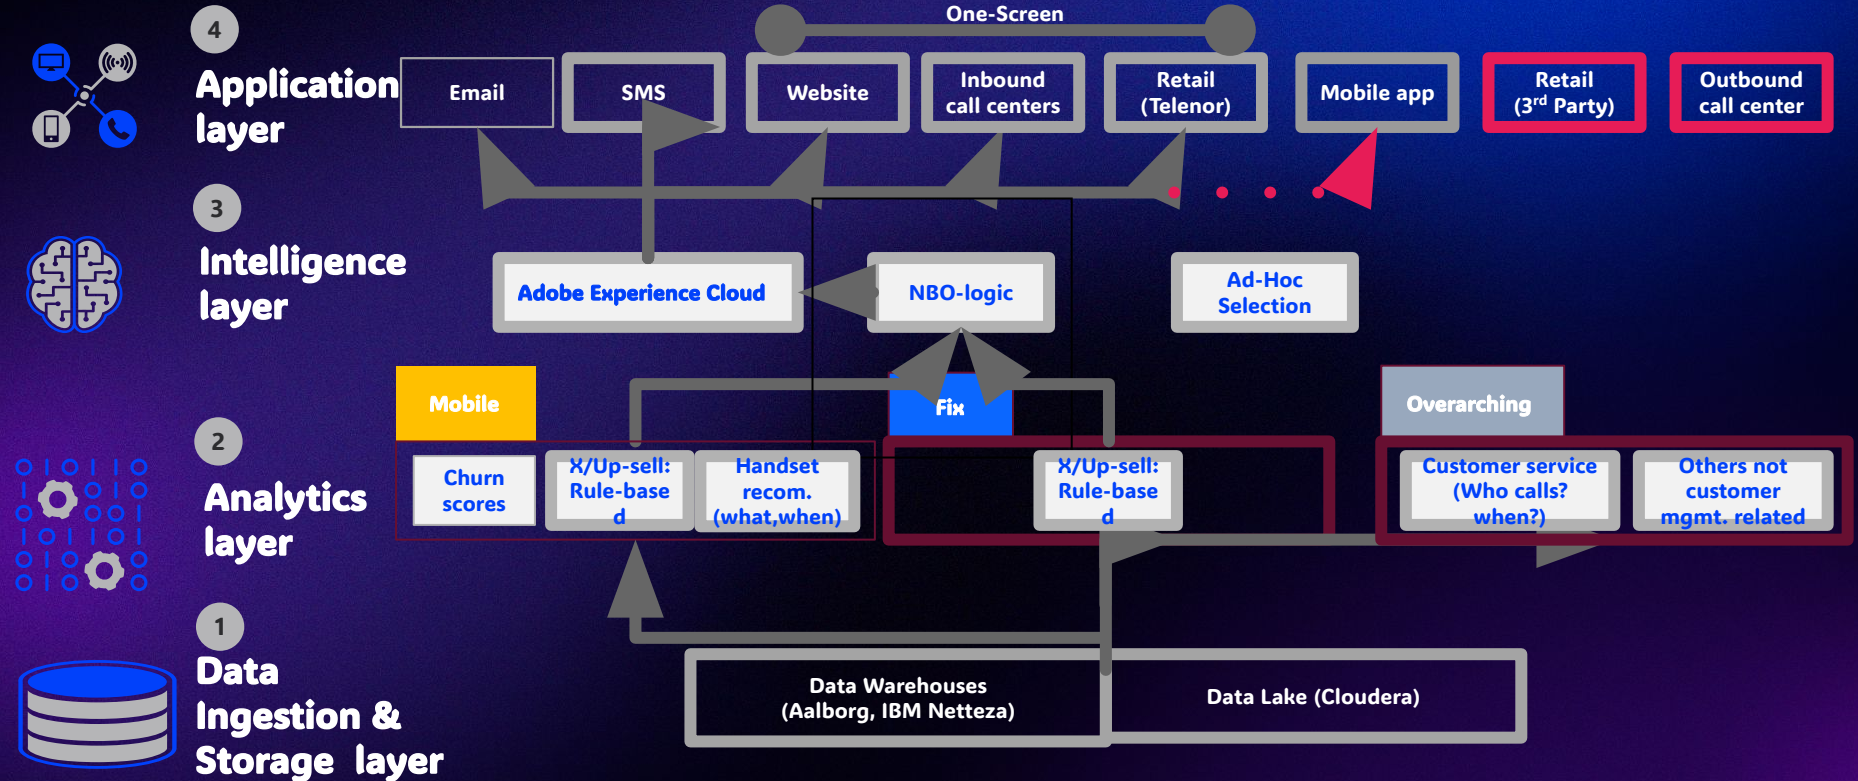 One-Screen
4
Application
layer
Email
SMS
Website
Inbound
call centers
Retail
(Telenor)
Mobile app
Retail
(3rd Party)
Outbound
call center
3
Intelligence
layer
Adobe Experience Cloud
NBO-logic
Ad-Hoc
Selection
Mobile
Fix
Overarching
2
Analytics
layer
Churn
scores
X/Up-sell:
Rule-base
d
Handset
recom.
(what,when)
X/Up-sell:
Rule-base
d
Customer service
(Who calls?
when?)
Others not
customer
mgmt. related
1
Data
Ingestion &
Storage layer
Data Warehouses
(Aalborg, IBM Netteza)
Data Lake (Cloudera)